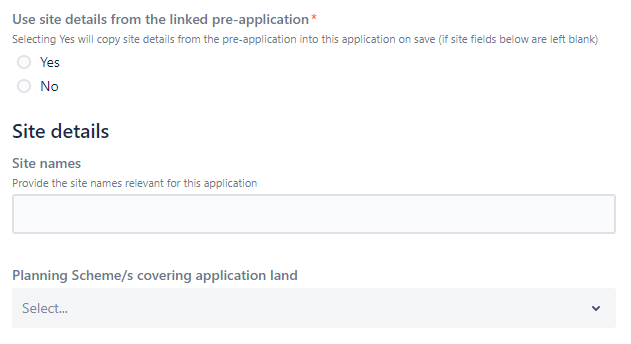 Use site details from the linked pre-application*
Selecting Yes will copy site details from the pre-application into this application on save (if site fields below are left blank)
Yes
No
Site details
Site names
Provide the site names relevant for this application
Planning Scheme/s covering application land
Select...